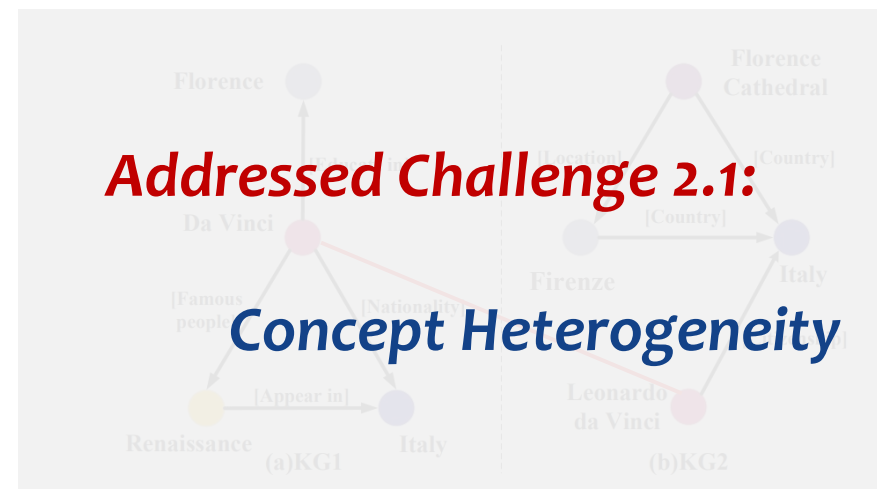 Addressed Challenge 2.1:
Concept Heterogeneity
Florence
Da Vinci
[Famous
people]
[Nationality]
[Appear in]
Renaissance
Italy
(a)KG1
Florence
Cathedral
[Location]
[Country]
[Country]
Firenze
Italy
Leonardo
da Vinci
(b)KG2